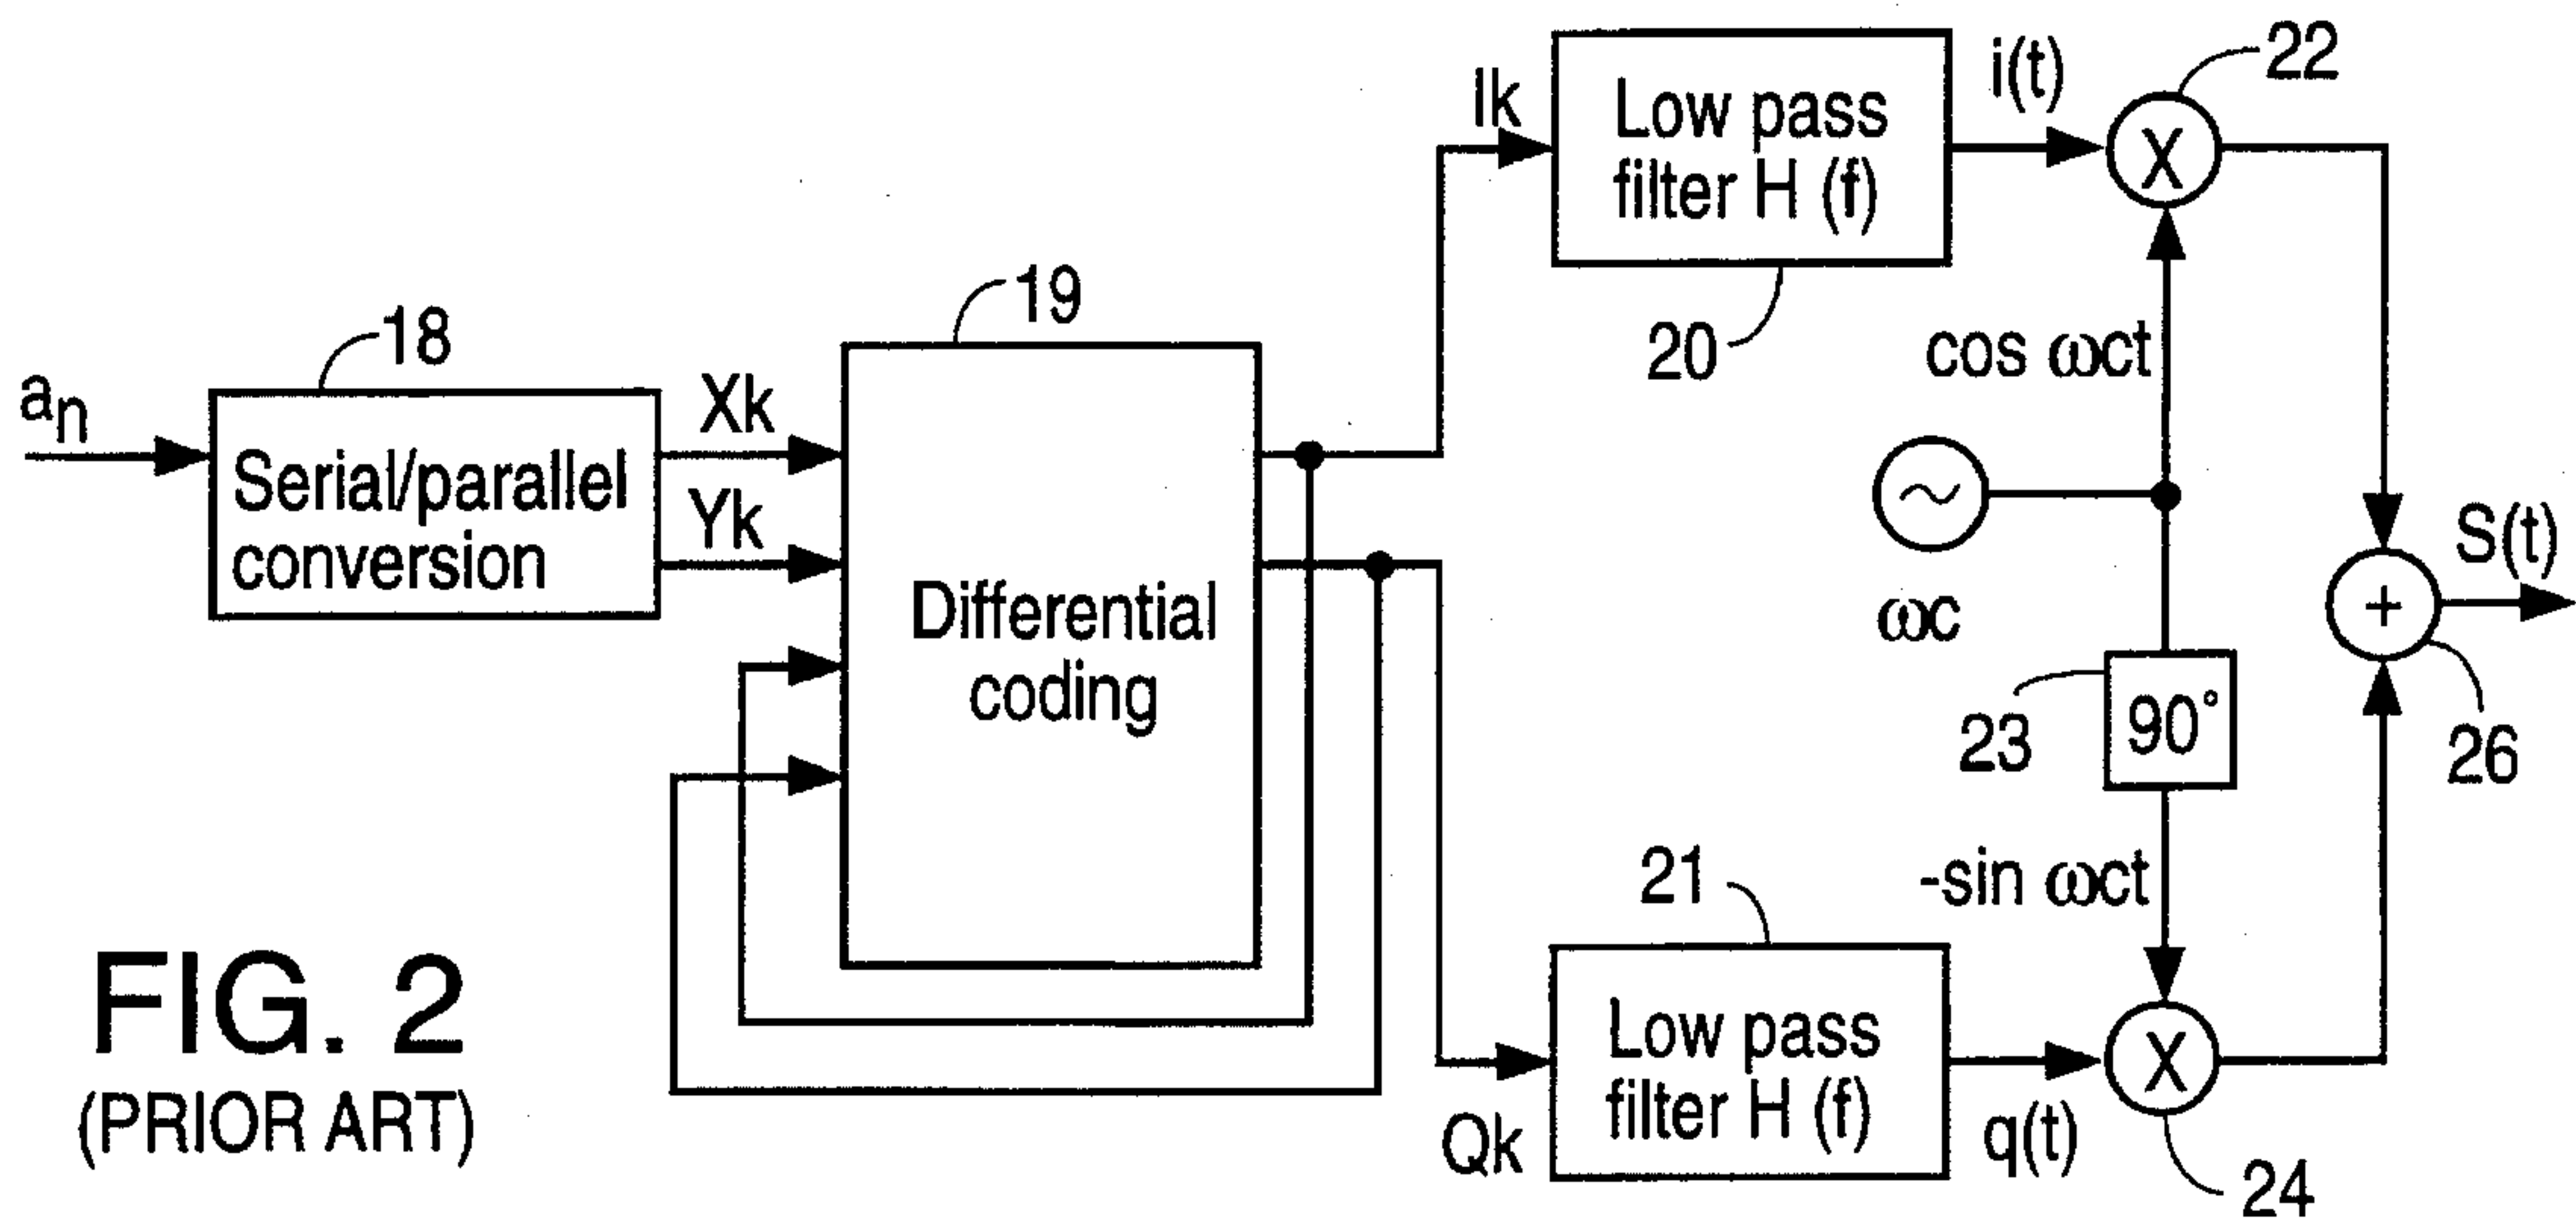 22
Ik
Low pass
filter H (f)
i(t)
X
20
cos ωct
19
18
an
Serial/parallel
conversion
Xk
Yk
Differential
coding
~
ωc
S(t)
+
26
23
90°
-sin ωct
21
Low pass
filter H (f)
Qk
q(t)
X
24
FIG. 2
(PRIOR ART)